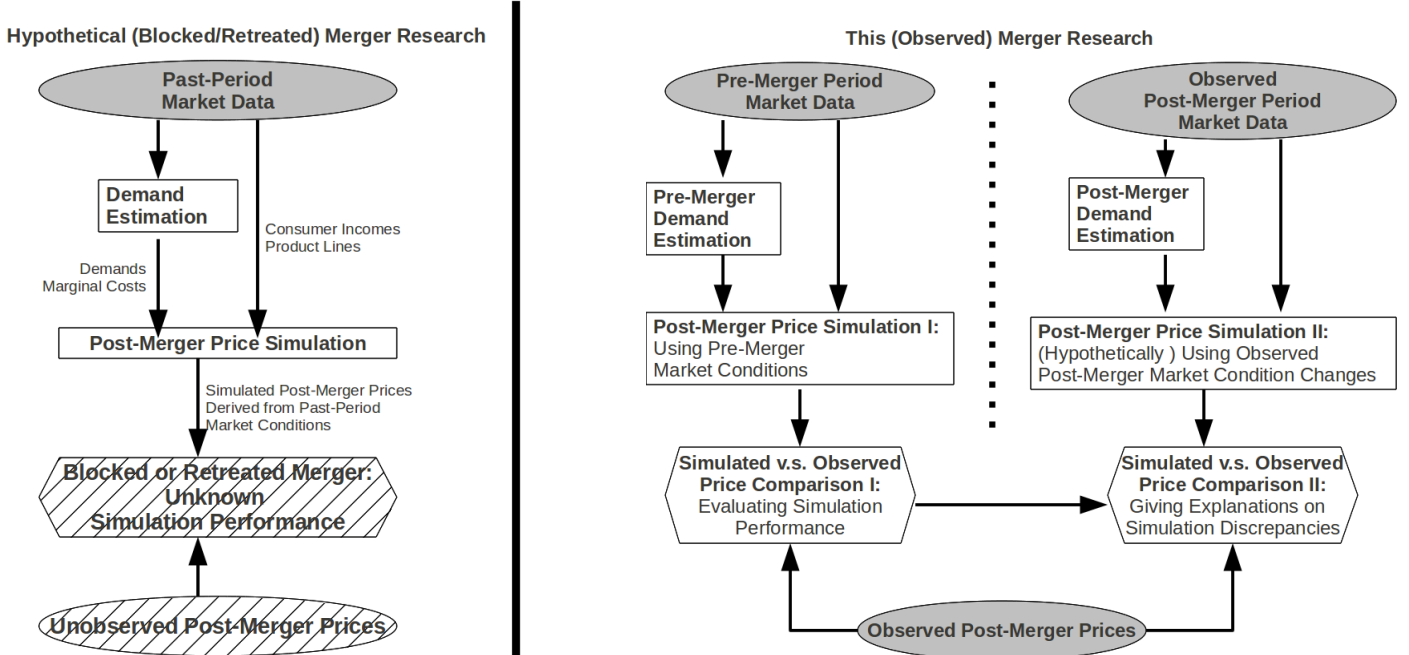 Hypothetical (Blocked/Retreated) Merger Research
Past-Period
Market Data
Demand
Estimation
Consumer Incomes
Product Lines
Demands
Marginal Costs
Post-Merger Price Simulation
Simulated Post-Merger Prices
Derived from Past-Period
Market Conditions
Blocked or Retreated Merger:
Unknown
Simulation Performance
Unobserved Post-Merger Prices
This (Observed) Merger Research
Pre-Merger Period
Market Data
Pre-Merger
Demand
Estimation
Post-Merger Price Simulation I:
Using Pre-Merger
Market Conditions
Simulated v.s. Observed
Price Comparison I:
Evaluating Simulation
Performance
Observed
Post-Merger Period
Market Data
Post-Merger
Demand
Estimation
Post-Merger Price Simulation II:
(Hypothetically ) Using Observed
Post-Merger Market Condition Changes
Simulated v.s. Observed
Price Comparison II:
Giving Explanations on
Simulation Discrepancies
Observed Post-Merger Prices